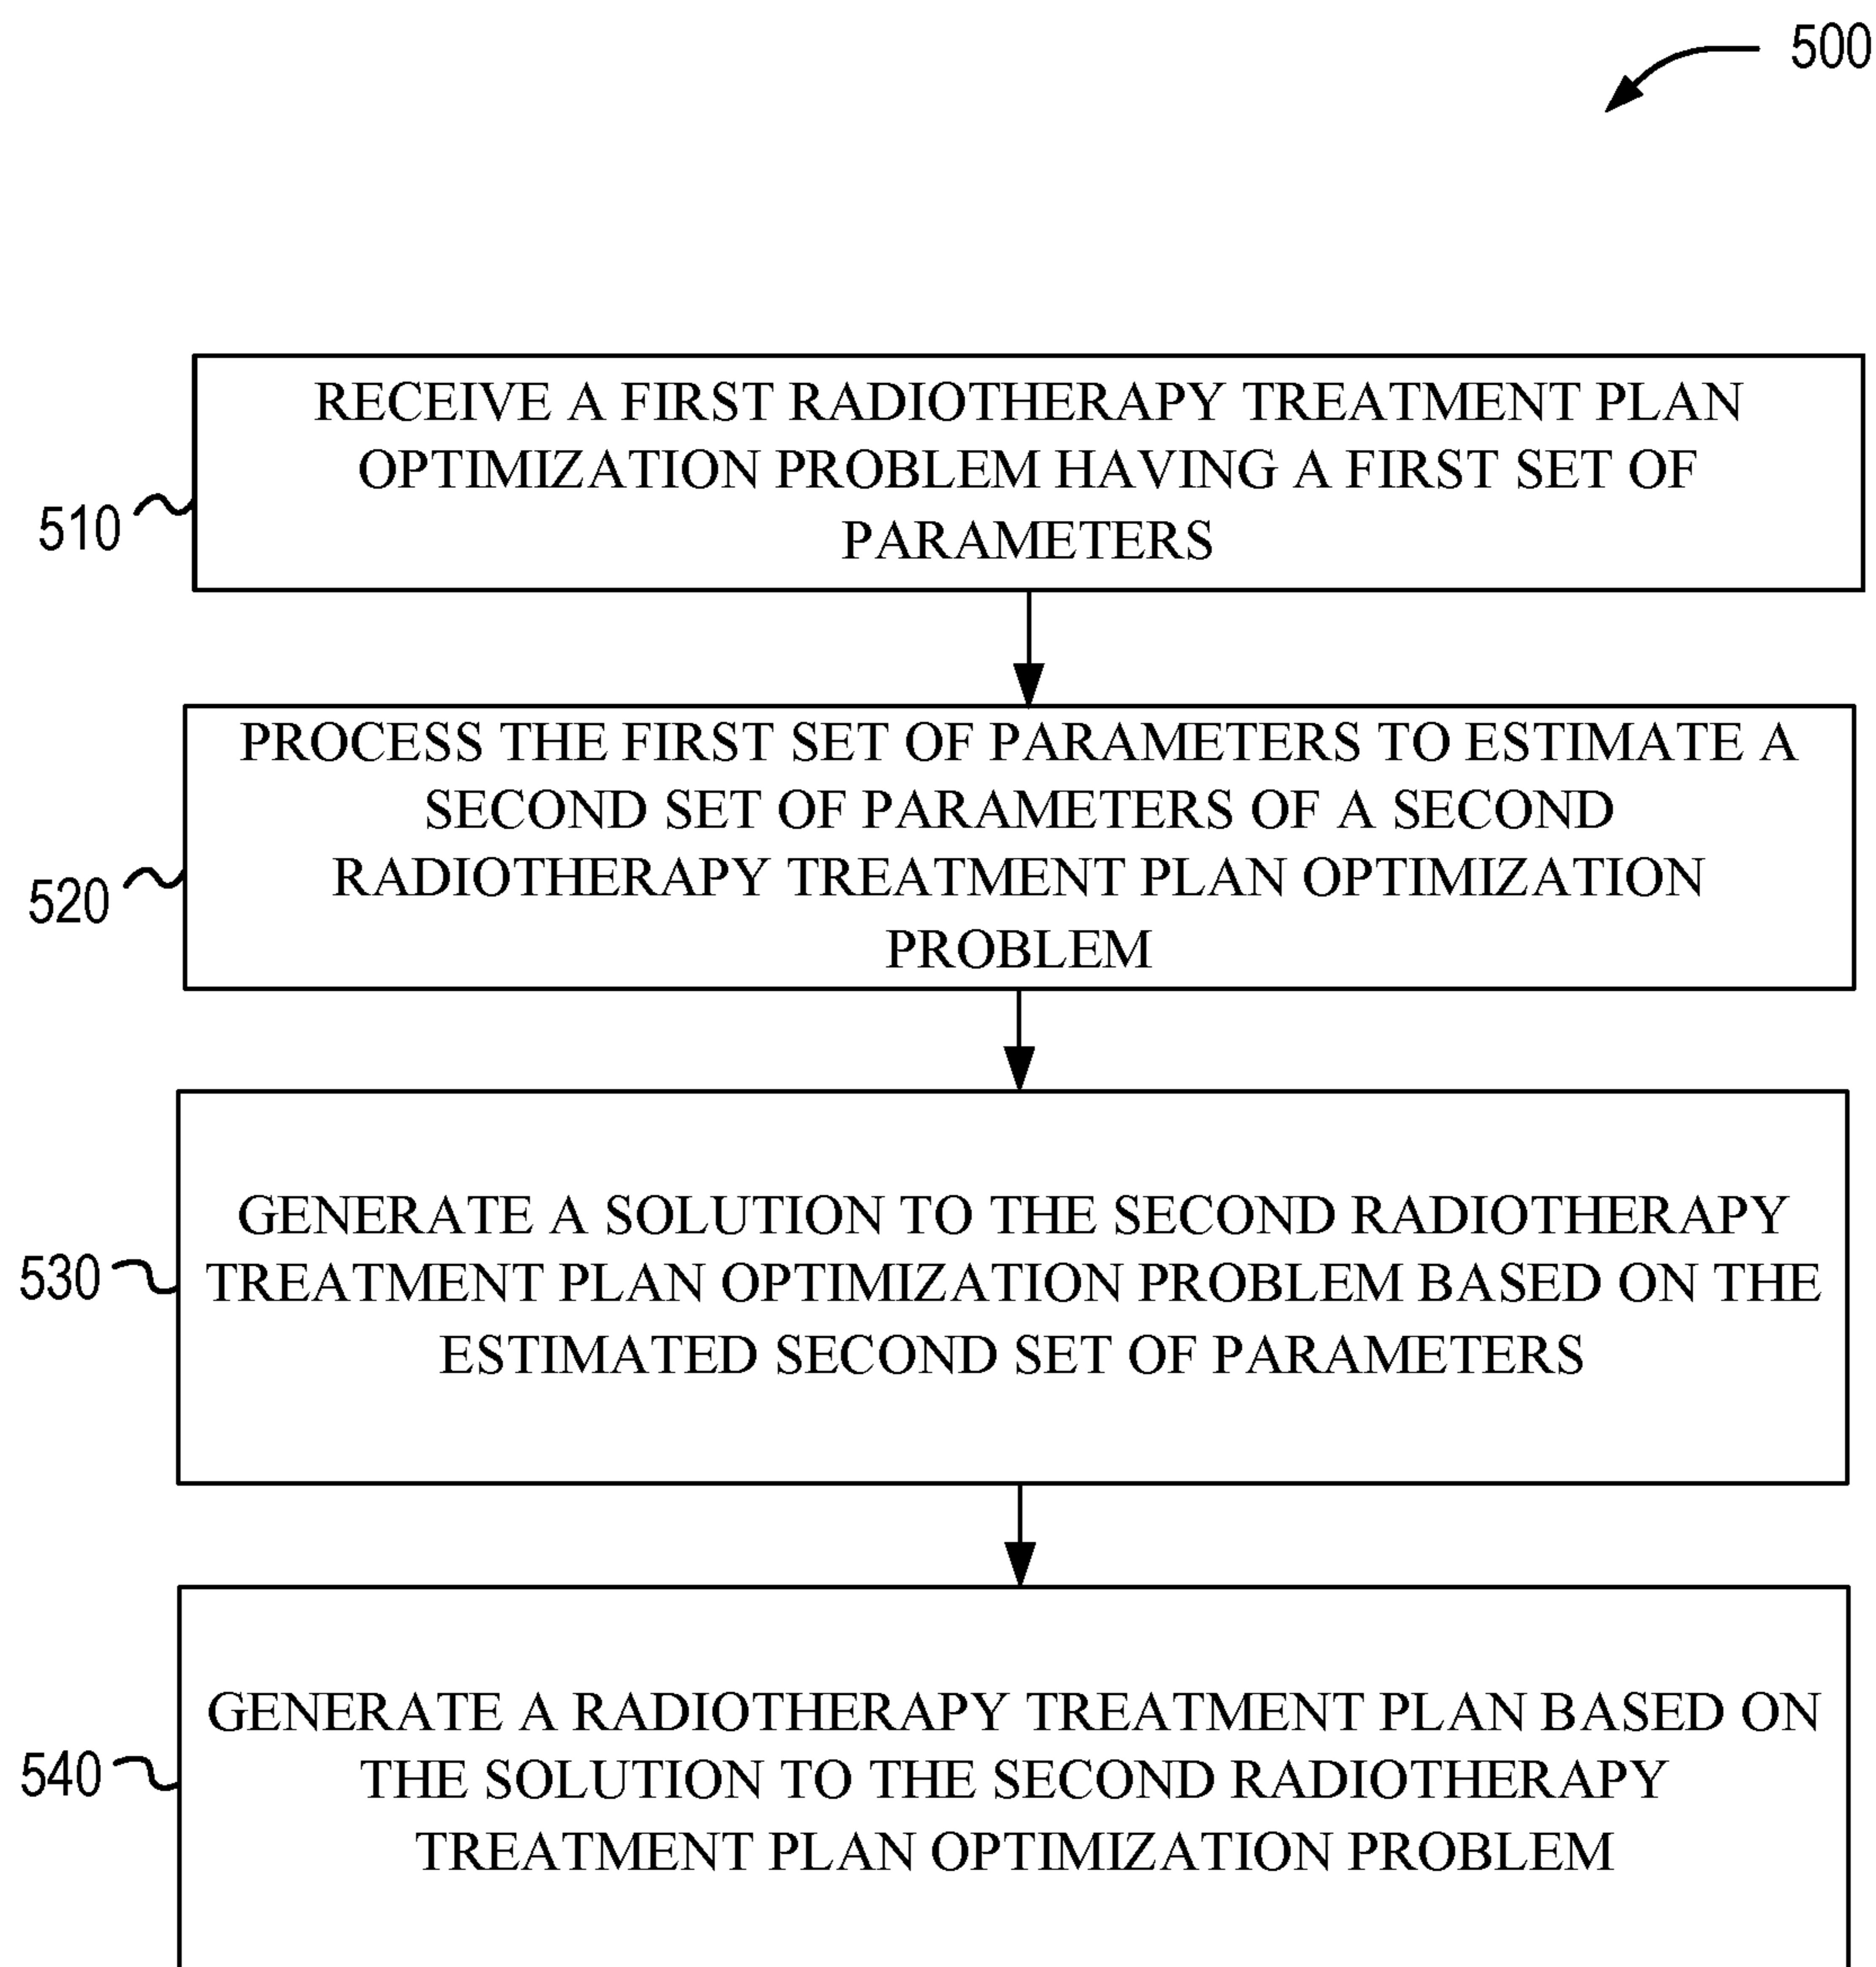 500
RECEIVE A FIRST RADIOTHERAPY TREATMENT PLAN
OPTIMIZATION PROBLEM HAVING A FIRST SET OF
PARAMETERS
510
PROCESS THE FIRST SET OF PARAMETERS TO ESTIMATE A
SECOND SET OF PARAMETERS OF A SECOND
RADIOTHERAPY TREATMENT PLAN OPTIMIZATION
PROBLEM
520
GENERATE A SOLUTION TO THE SECOND RADIOTHERAPY
TREATMENT PLAN OPTIMIZATION PROBLEM BASED ON THE
ESTIMATED SECOND SET OF PARAMETERS
530
GENERATE A RADIOTHERAPY TREATMENT PLAN BASED ON
THE SOLUTION TO THE SECOND RADIOTHERAPY
TREATMENT PLAN OPTIMIZATION PROBLEM
540